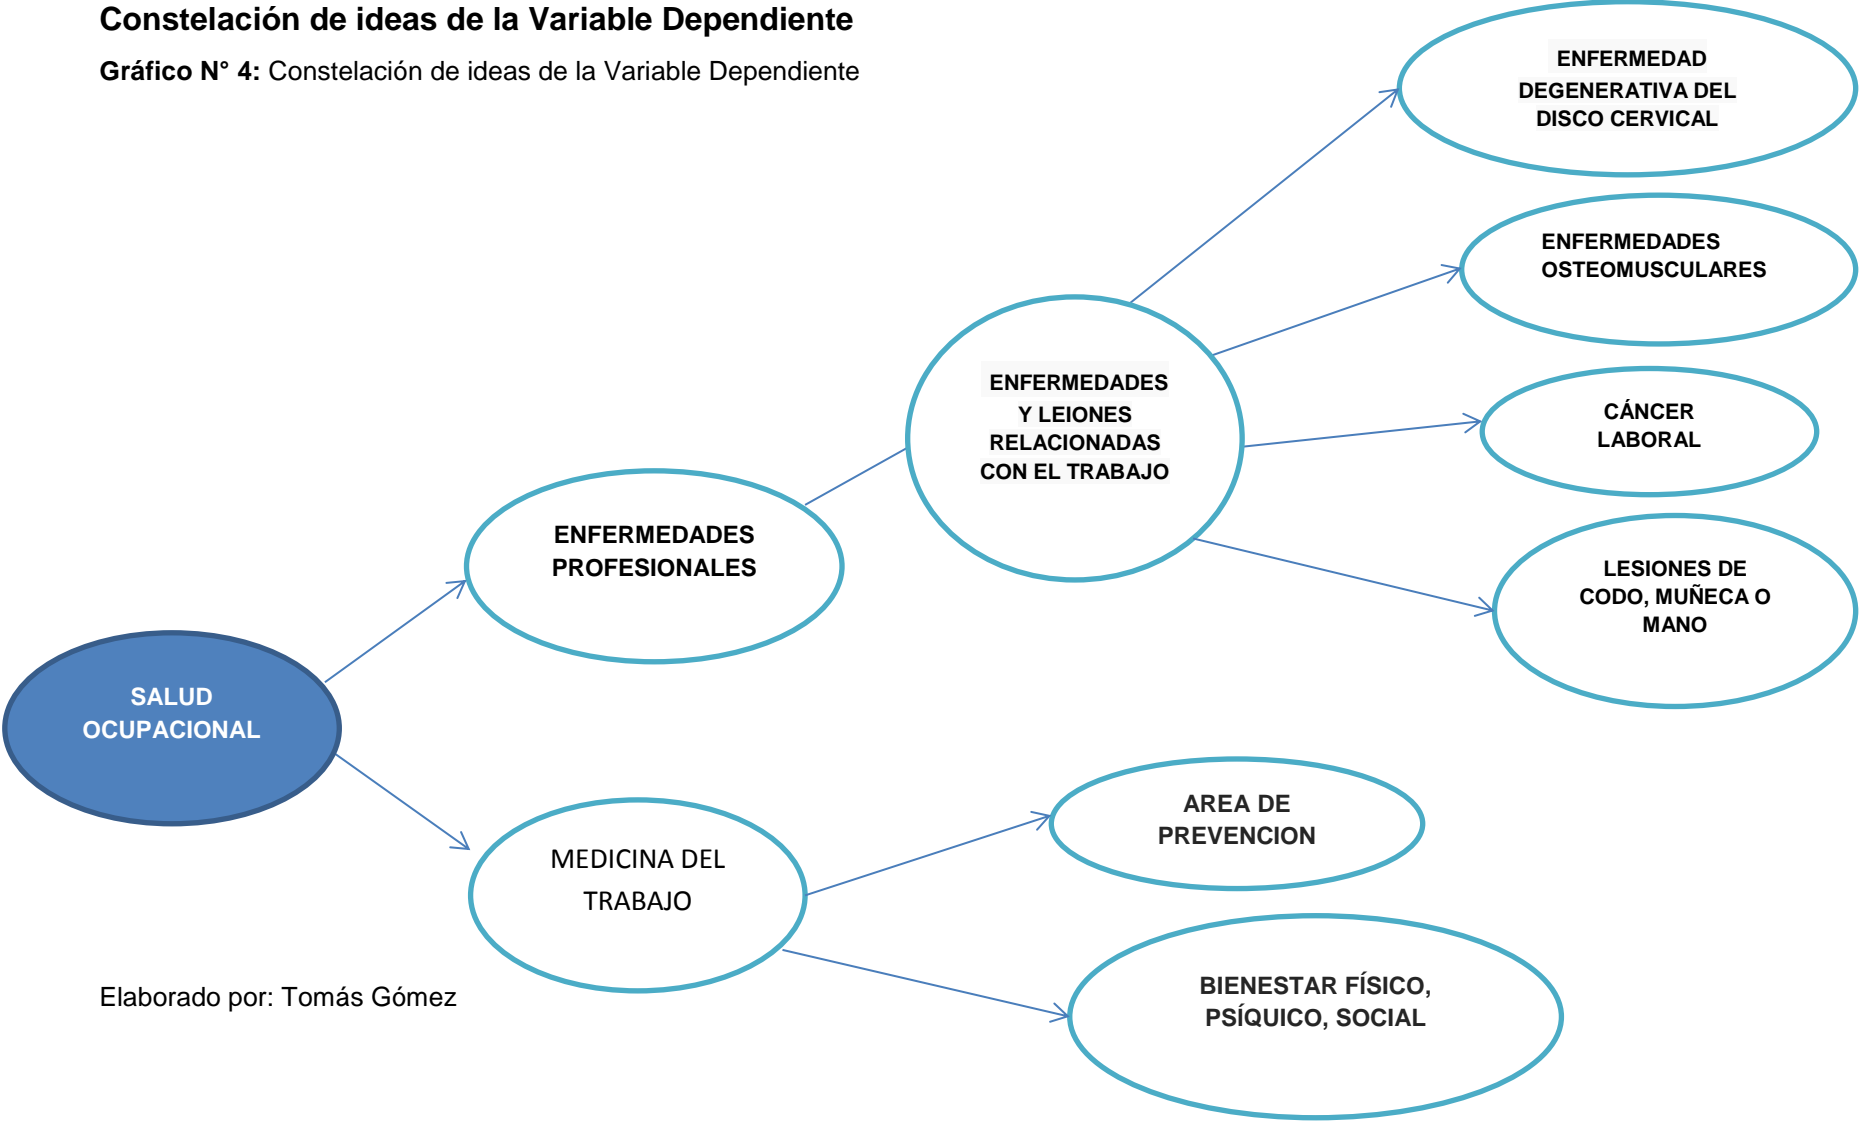 Constelación de ideas de la Variable Dependiente
Gráfico N° 4: Constelación de ideas de la Variable Dependiente
ENFERMEDAD
DEGENERATIVA DEL
DISCO CERVICAL
ENFERMEDADES
OSTEOMUSCULARES
ENFERMEDADES
Y LEIONES
RELACIONADAS
CON EL TRABAJO
CÁNCER
LABORAL
ENFERMEDADES
PROFESIONALES
LESIONES DE
CODO, MUÑECA O
MANO
SALUD
OCUPACIONAL
AREA DE
PREVENCION
MEDICINA DEL
TRABAJO
BIENESTAR FÍSICO,
PSÍQUICO, SOCIAL
Elaborado por: Tomás Gómez